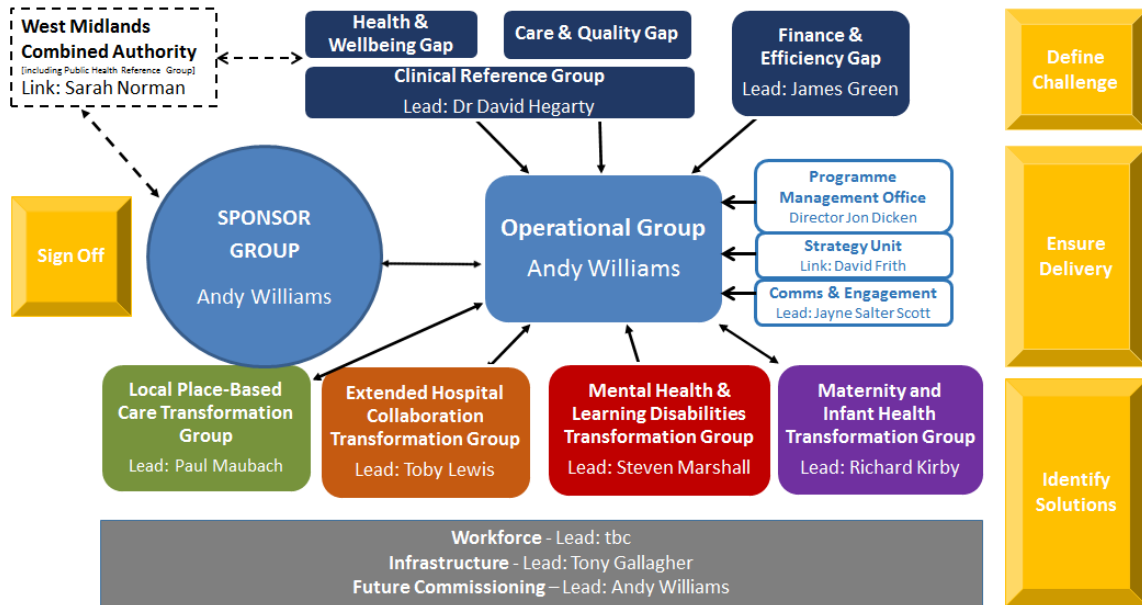 West Midlands
Combined Authority
[including Public Health Reference Group]
Link: Sarah Norman
Health &
Wellbeing Gap
Care & Quality Gap
Clinical Reference Group
Lead: Dr David Hegarty
Finance &
Efficiency Gap
Lead: James Green
Define
Challenge
Sign Off
SPONSOR
GROUP
Andy Williams
Operational Group
Andy Williams
Programme
Management Office
Director Jon Dicken
Strategy Unit
Link: David Frith
Comms & Engagement
Lead: Jayne Salter Scott
Ensure
Delivery
Local Place-Based
Care Transformation
Group
Lead: Paul Maubach
Extended Hospital
Collaboration
Transformation Group
Lead: Toby Lewis
Mental Health &
Learning Disabilities
Transformation Group
Lead: Steven Marshall
Maternity and
Infant Health
Transformation Group
Lead: Richard Kirby
Identify
Solutions
Workforce - Lead: tbc
Infrastructure - Lead: Tony Gallagher
Future Commissioning – Lead: Andy Williams